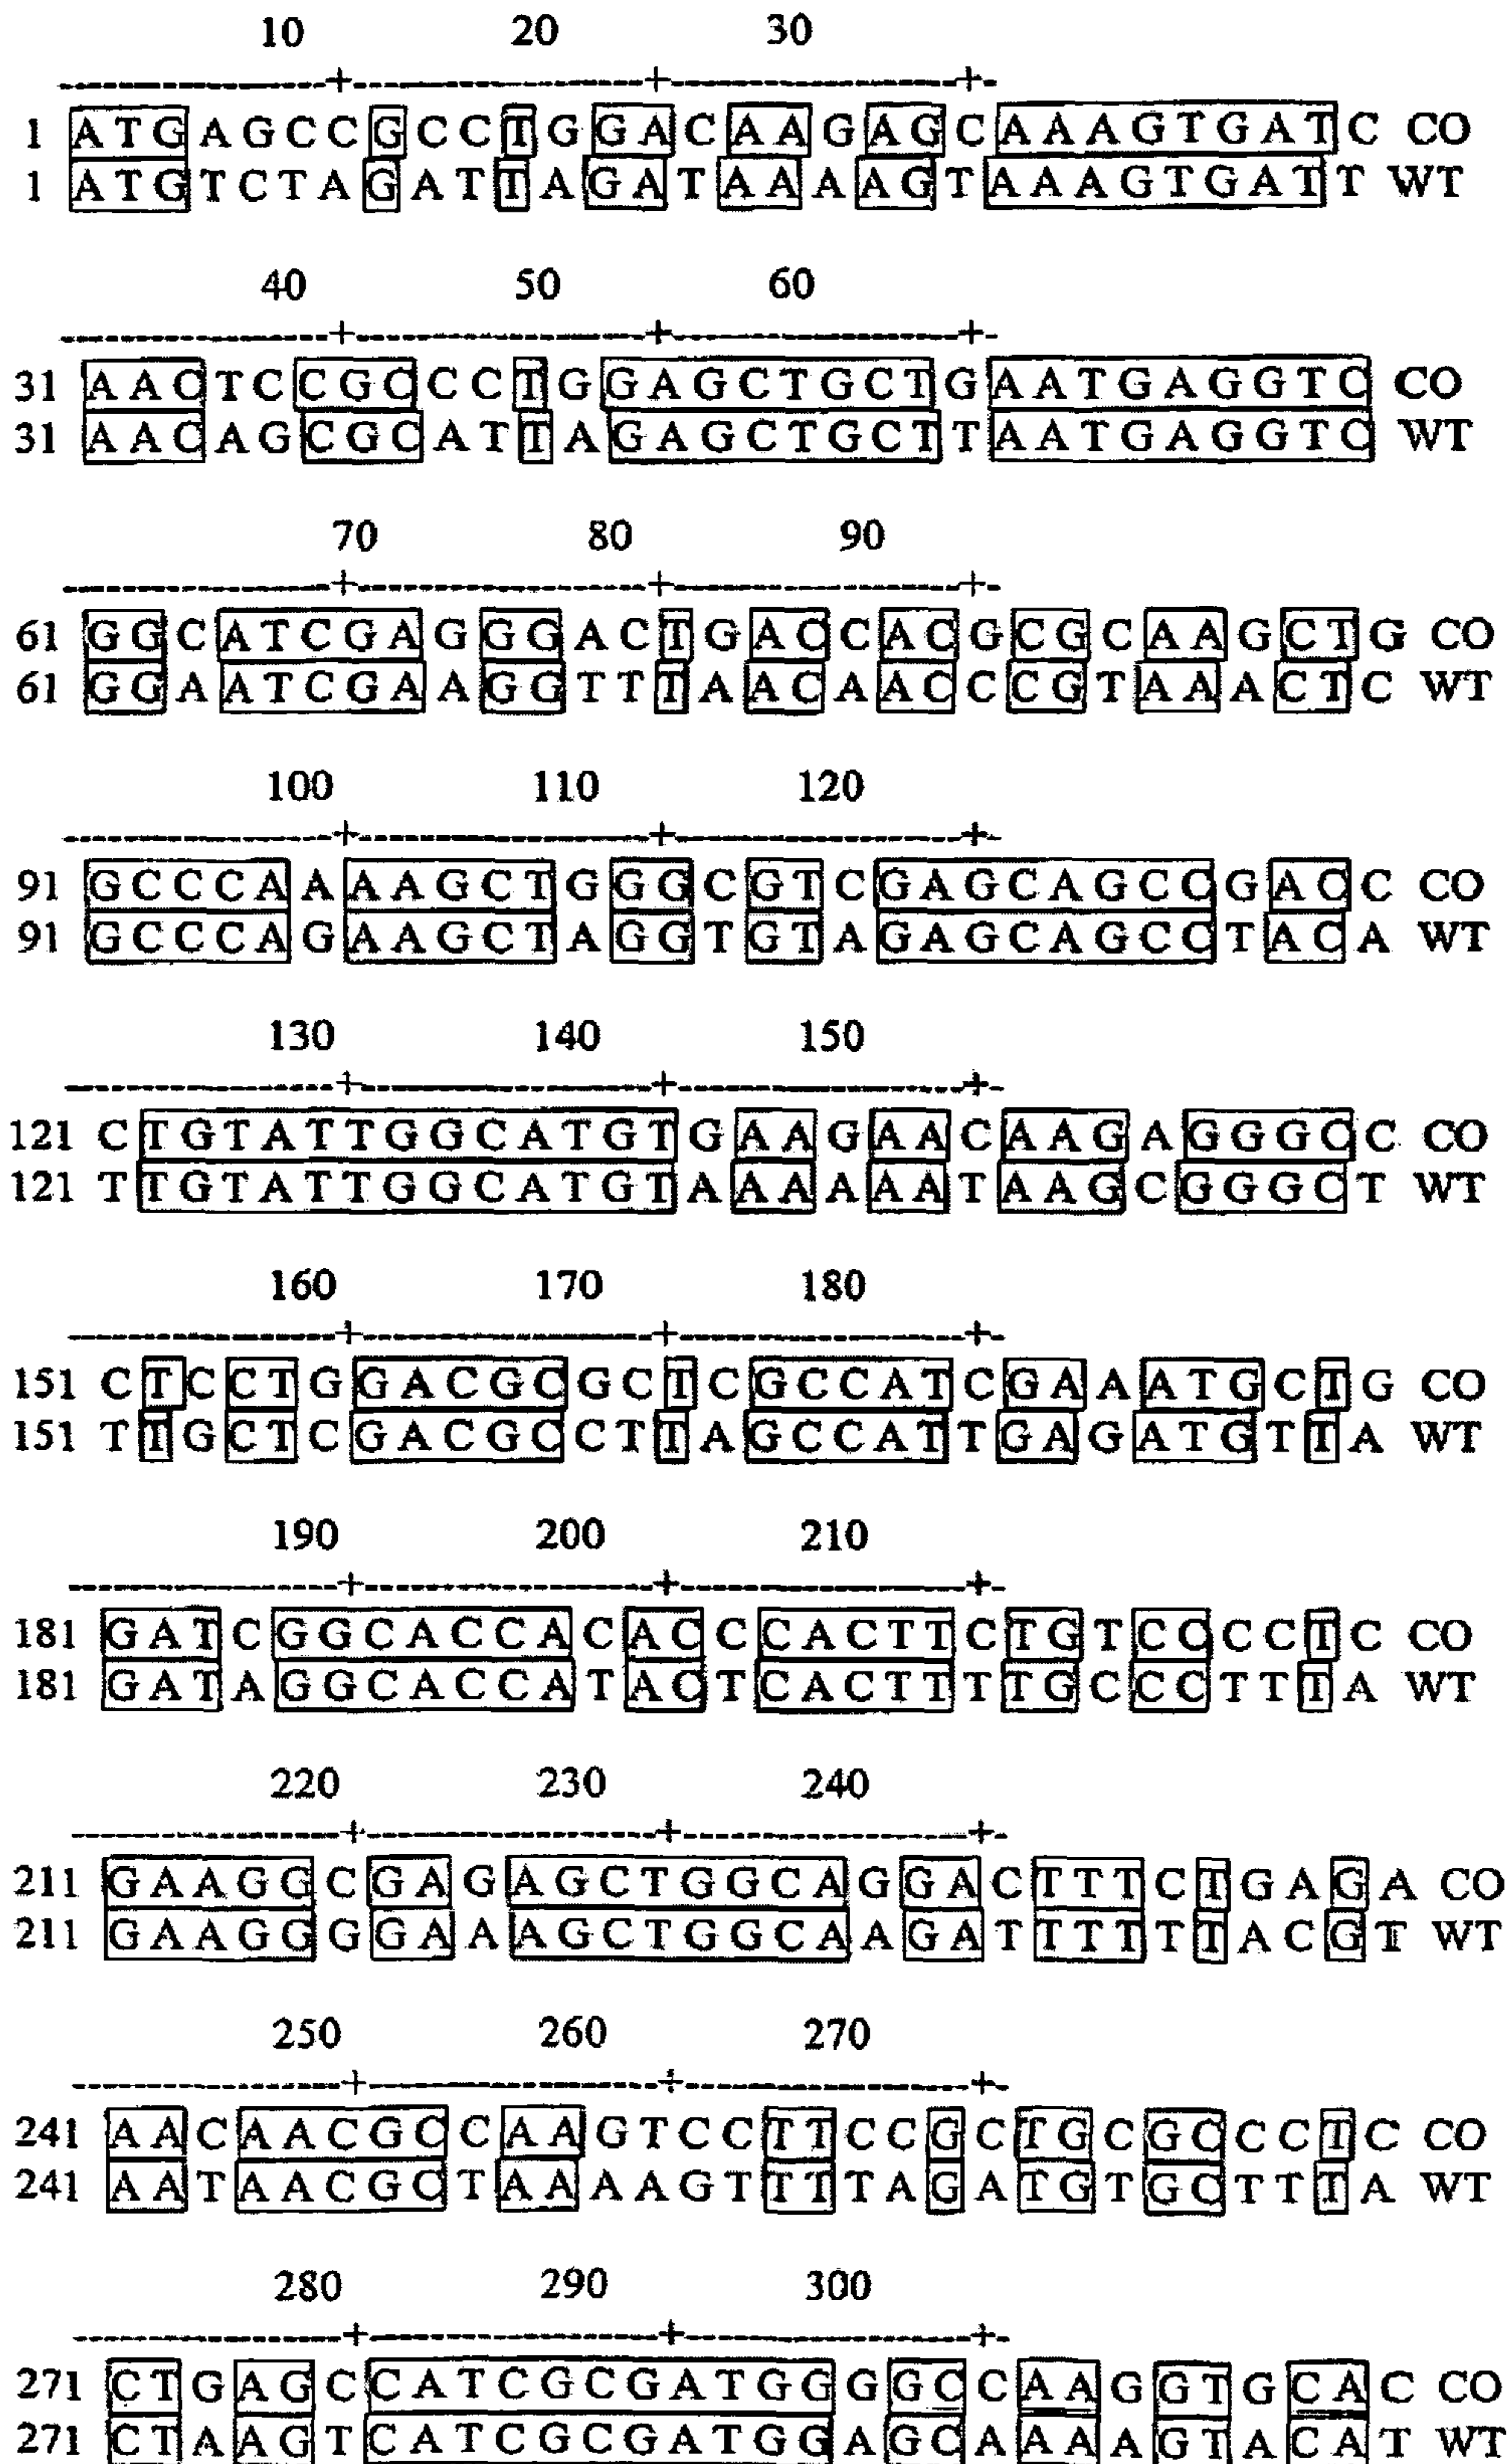 10 20 30
---------+---------+---------+-
1 ATGAGCCGCCTGGACAAGAGCAAAGTGATC CO
1 ATGTCTAGATTAGATAAAAGTAAAGTGATT WT
40 50 60
---------+---------+---------+-
31 AACTCCCGCCCTGGAGCTGCTGAATGAGGTC CO
31 AACAGCGCATTAGAGCTGCTTAATGAGGTC WT
70 80 90
---------+---------+---------+-
61 GGCATCGAGGGACTGACCACGCGCAAGCTG CO
61 GGAATCGAAGGTTTAACAACCCGTAAACTC WT
100 110 120
---------+---------+---------+-
91 GCCCAAAAGCTGGGCGTCGAGCAGCCGACC CO
91 GCCCAGAAGCTAGGTGTAGAGCAGCCTACA WT
130 140 150
---------+---------+---------+-
121 CTGTATTGGCATGTGAAGAACAAGAGGGCC CO
121 TTGTATTGGCATGTAAAAAATAAGCGGGCT WT
160 170 180
---------+---------+---------+-
151 CTCCTGGACGCGCTCGCCATCGAAATGCTG CO
151 TTGCTCGACGCCTTAGCCATTGAGATGTTA WT
190 200 210
---------+---------+---------+-
181 GATCGGCACCACACCCACTTCTGTCCCCTC CO
181 GATAGGCACCATACTCACTTTTGCCCTTTA WT
220 230 240
---------+---------+---------+-
211 GAAGGCGAGAGCTGGCAGGACTTTCTGAGA CO
211 GAAGGGGAAAGCTGGCAAGATTTTTTACGT WT
250 260 270
---------+---------+---------+-
241 AACAACGCCAAGTCCTTCCGCTGCGCCCTC CO
241 AATAACGCTAAAAGTTTTAGATGTGCTTTA WT
280 290 300
---------+---------+---------+-
271 CTGAGCCATCGCGATGGGGCCAAGGTGCAC CO
271 CTAAGTCATCGCGATGGAGCAAAAGTACAT WT